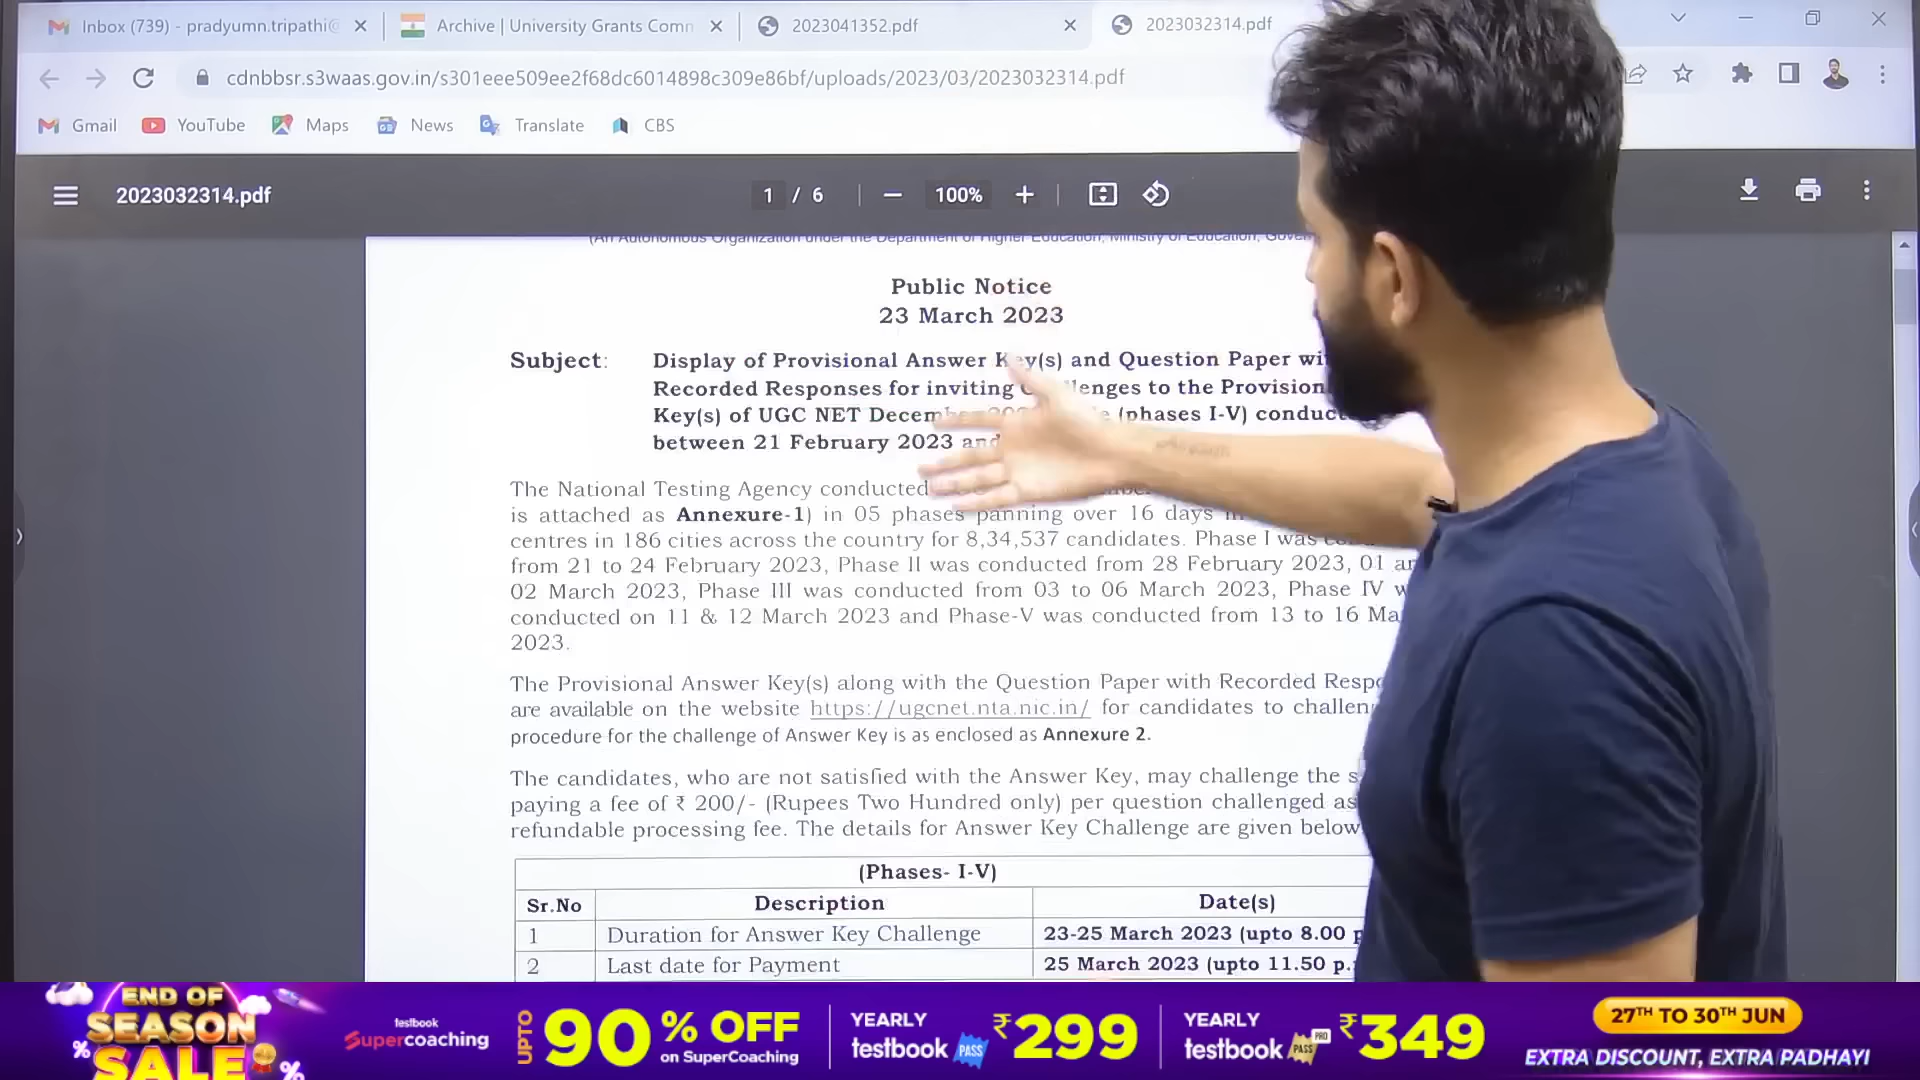 Inbox (739) - pradyumn.tripathi@
Archive | University Grants Comm
2023041352.pdf
2023032314.pdf
cdnbbsr.s3waas.gov.in/s301eee509ee2f68dc6014898c309e86bf/uploads/2023/03/2023032314.pdf
Gmail
YouTube
Maps
News
Translate
CBS
2023032314.pdf
1 / 6
100%
(An Autonomous Organization under the Department of Higher Education, Ministry of Education,
Public Notice
23 March 2023
Subject: Display of Provisional Answer Key(s) and Question Paper
Recorded Responses for inviting to the
Key(s) of UGC NET (phases I-V)
between 21 February 2023 and
The National Testing Agency conducted
is attached as Annexure-1) in 05 phases panning over 16 days
centres in 186 cities across the country for 8,34,537 candidates. Phase I was
from 21 to 24 February 2023, Phase II was conducted from 28 February 2023, 01
02 March 2023, Phase III was conducted from 03 to 06 March 2023, Phase IV
conducted on 11 & 12 March 2023 and Phase-V was conducted from 13 to 16
2023.
The Provisional Answer Key(s) along with the Question Paper with Recorded
are available on the website https://ugcnet.nta.nic.in/ for candidates to
procedure for the challenge of Answer Key is as enclosed as Annexure 2.
The candidates, who are not satisfied with the Answer Key, may challenge the
paying a fee of ₹ 200/- (Rupees Two Hundred only) per question challenged as
refundable processing fee. The details for Answer Key Challenge are given below
(Phases- I-V)
Sr.No Description Date(s)
1 Duration for Answer Key Challenge 23-25 March 2023 (upto 8.00
2 Last date for Payment 25 March 2023 (upto 11.50 p.
END OF
SEASON
SALE
testbook
Supercoaching
UPTO 90% OFF
on SuperCoaching
YEARLY
testbook PASS ₹299
YEARLY
testbook PASS PRO ₹349
27TH TO 30TH JUN
EXTRA DISCOUNT, EXTRA PADHAYI